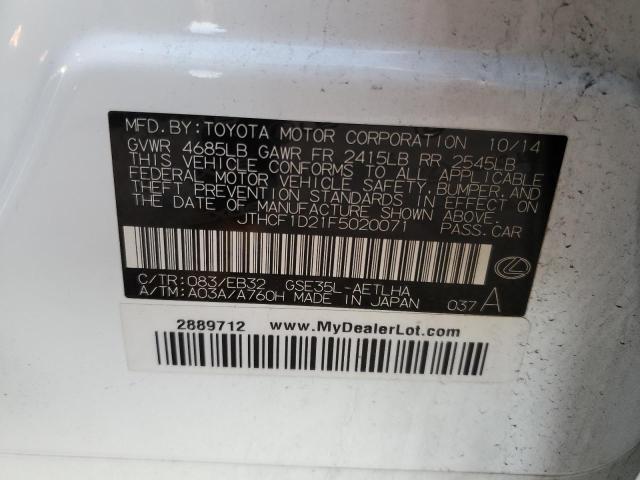 MFD. BY: TOYOTA MOTOR CORPORATION 10/14
GVWR 4685LB GAWR FR 2415LB RR 2545LB
THIS VEHICLE CONFORMS TO ALL APPLICABLE
FEDERAL MOTOR VEHICLE SAFETY, BUMPER, AND
THEFT PREVENTION STANDARDS IN EFFECT ON
THE DATE OF MANUFACTURE SHOWN ABOVE.
JTHCF1D21F5020071 PASS. CAR
C/TR: 083/EB32 GSE35L-AETLHA
A/TM: A03A/A760H MADE IN JAPAN 037 A
2889712 www.MyDealerLot.com